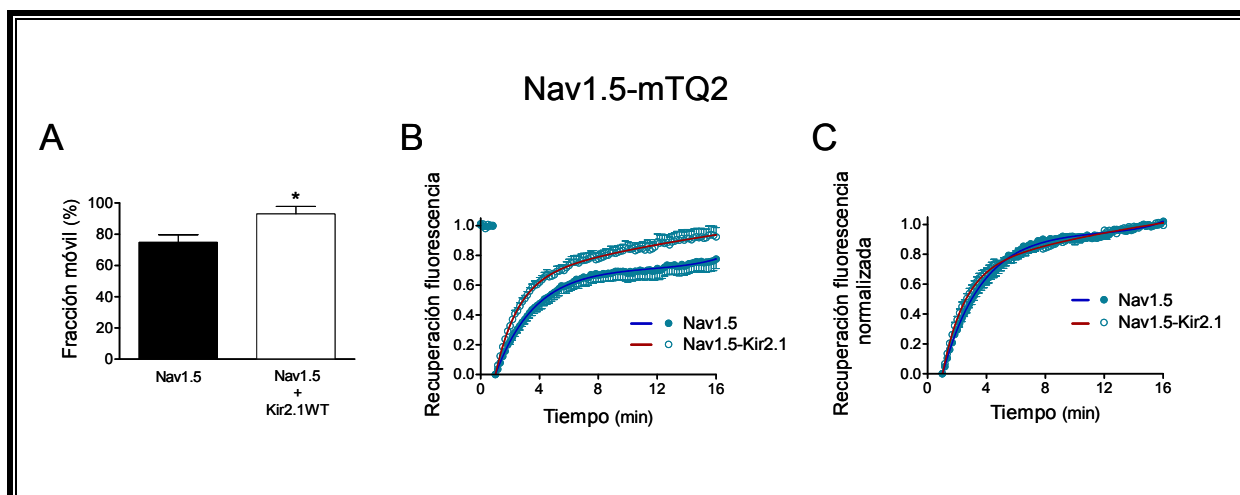 Nav1.5-mTQ2
A
Fracción móvil (%)
100
80
60
40
20
0
*
Nav1.5
Nav1.5
+
Kir2.1WT
B
Recuperación fluorescencia
1.0
0.8
0.6
0.4
0.2
0.0
0 4 8 12 16
Tiempo (min)
Nav1.5
Nav1.5-Kir2.1
C
Recuperación fluorescencia
normalizada
1.0
0.8
0.6
0.4
0.2
0.0
0 4 8 12 16
Tiempo (min)
Nav1.5
Nav1.5-Kir2.1